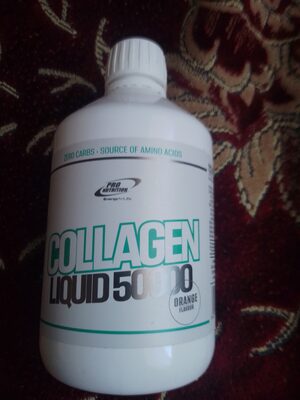 ZERO CARBS • SOURCE OF AMINO ACIDS
PRO
NUTRITION
COLLAGEN
LIQUID 50000
ORANGE
FLAVOUR